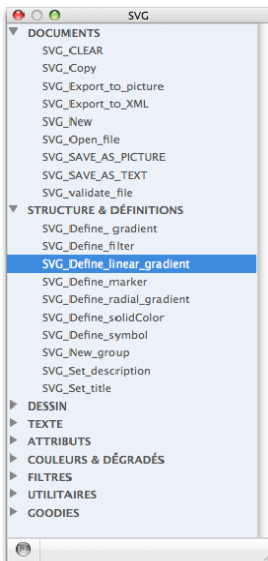 SVG
DOCUMENTS
SVG_CLEAR
SVG_Copy
SVG_Export_to_picture
SVG_Export_to_XML
SVG_New
SVG_Open_file
SVG_SAVE_AS_PICTURE
SVG_SAVE_AS_TEXT
SVG_validate_file
STRUCTURE & DÉFINITIONS
SVG_Define_ gradient
SVG_Define_filter
SVG_Define_linear_gradient
SVG_Define_marker
SVG_Define_radial_gradient
SVG_Define_solidColor
SVG_Define_symbol
SVG_New_group
SVG_Set_description
SVG_Set_title
DESSIN
TEXTE
ATTRIBUTS
COULEURS & DÉGRADÉS
FILTRES
UTILITAIRES
GOODIES